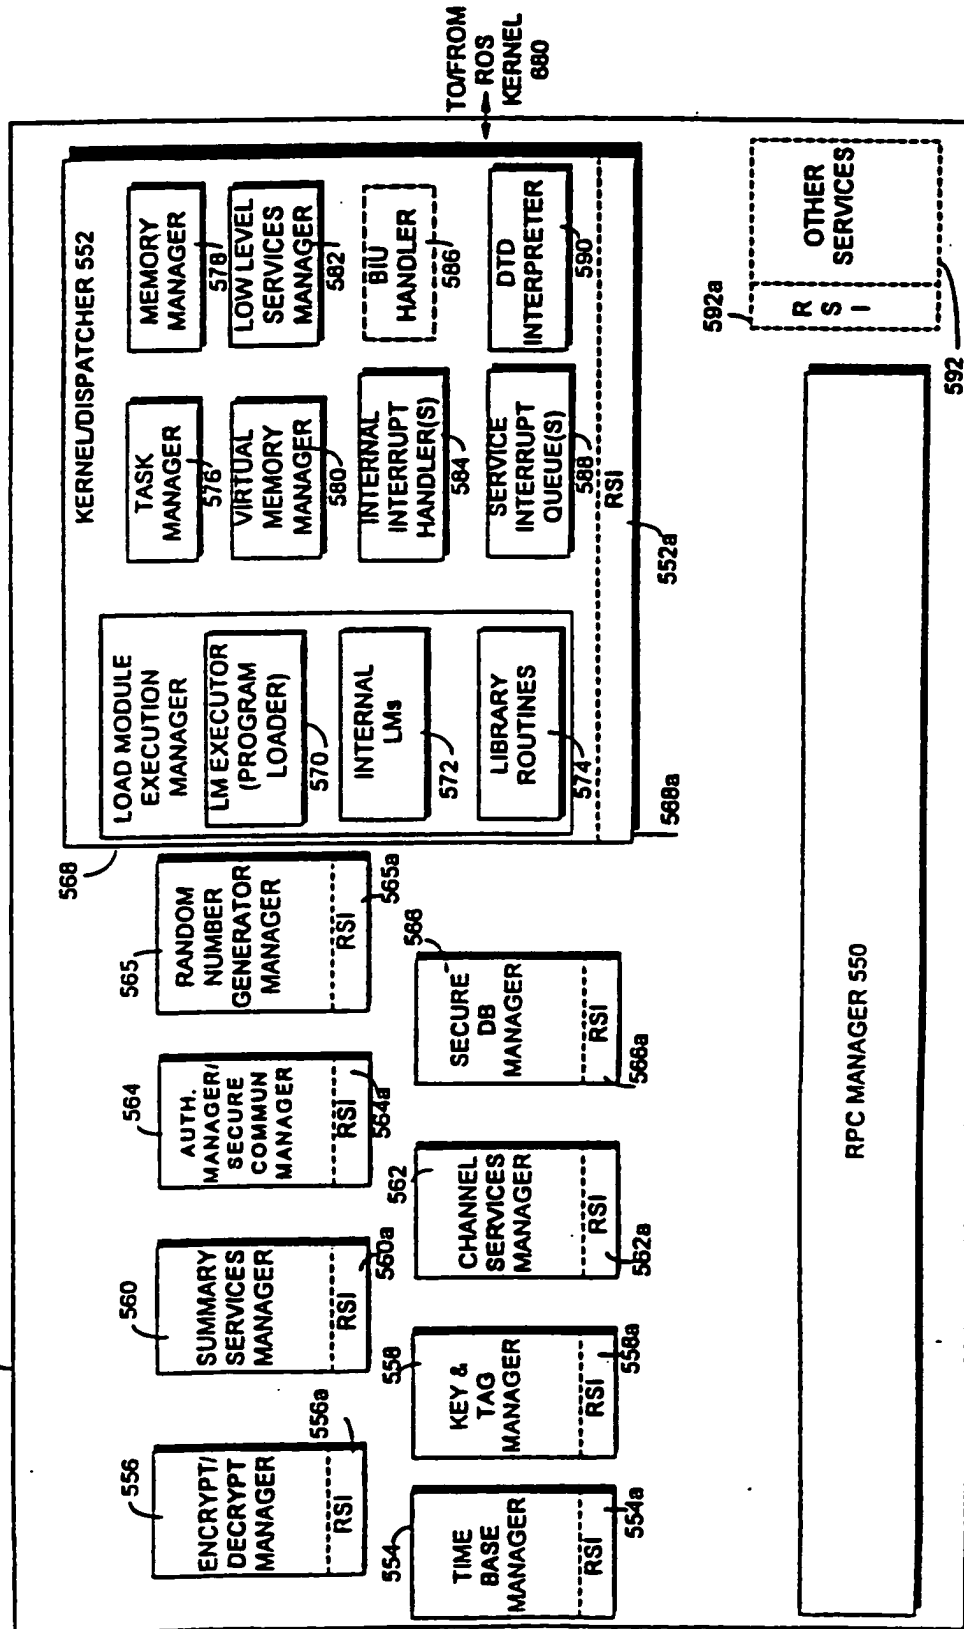 KERNEL/DISPATCHER 552
LOAD MODULE
EXECUTION
MANAGER
LM EXECUTOR
(PROGRAM
LOADER)
570
INTERNAL
LMs
572
LIBRARY
ROUTINES
574
568
568a
TASK
MANAGER
576
MEMORY
MANAGER
578
VIRTUAL
MEMORY
MANAGER
580
LOW LEVEL
SERVICES
MANAGER
582
INTERNAL
INTERRUPT
HANDLER(S)
584
BIU
HANDLER
586
SERVICE
INTERRUPT
QUEUE(S)
588
DTD
INTERPRETER
590
RSI
552a
TO/FROM
ROS
KERNEL
680
556
ENCRYPT/
DECRYPT
MANAGER
RSI
556a
560
SUMMARY
SERVICES
MANAGER
RSI
560a
564
AUTH.
MANAGER/
SECURE
COMMUN
MANAGER
RSI
564a
565
RANDOM
NUMBER
GENERATOR
MANAGER
RSI
565a
554
TIME
BASE
MANAGER
RSI
554a
558
KEY &
TAG
MANAGER
RSI
558a
562
CHANNEL
SERVICES
MANAGER
RSI
562a
566
SECURE
DB
MANAGER
RSI
566a
592a
RSI
OTHER
SERVICES
592
RPC MANAGER 550